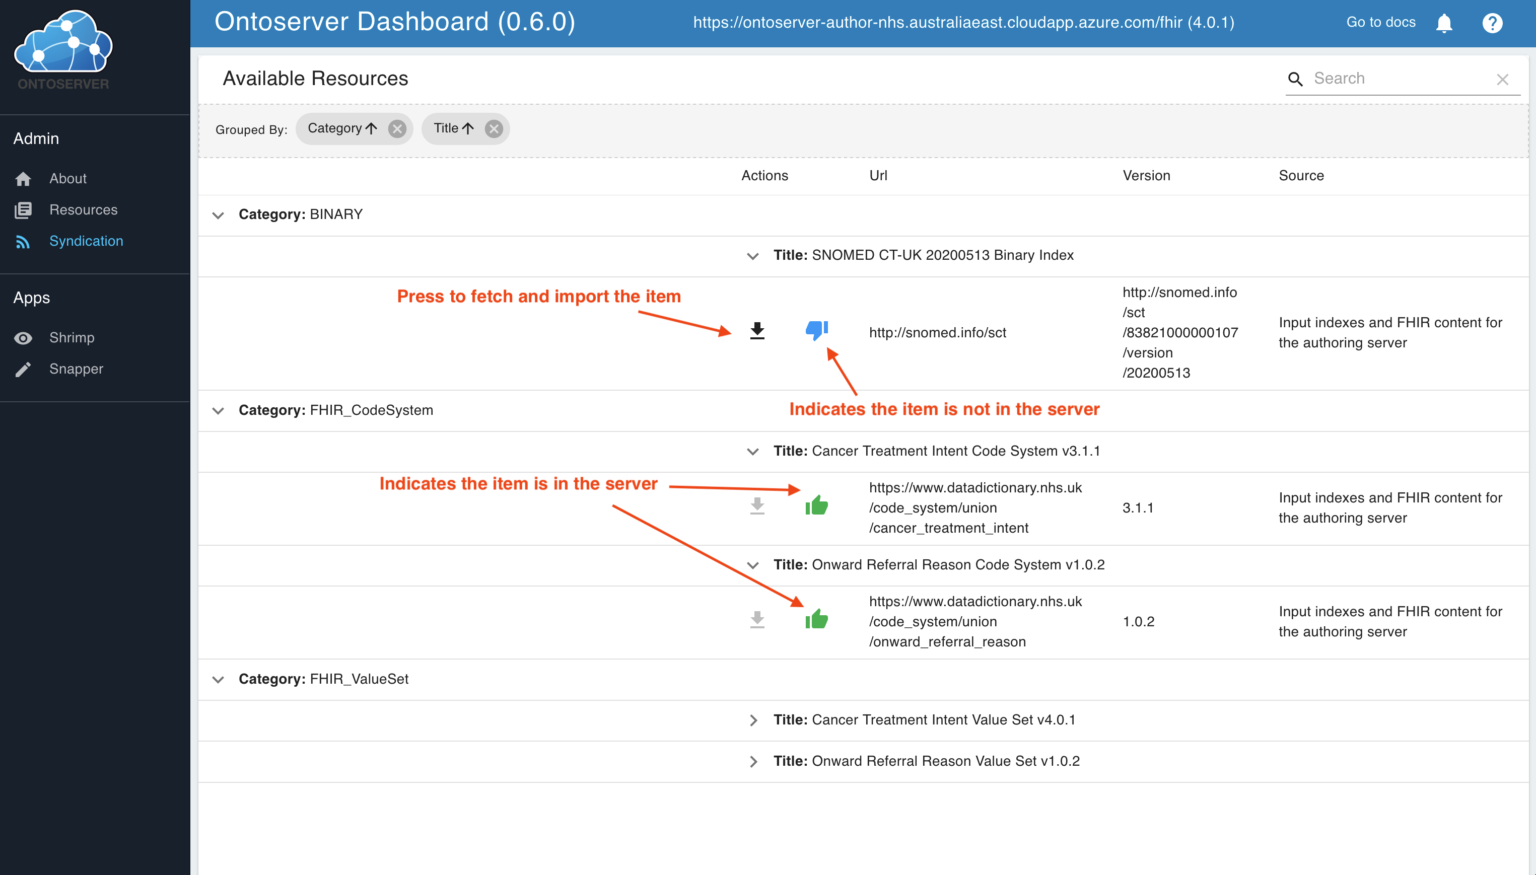 ONTOSERVER
Ontoserver Dashboard (0.6.0)
https://ontoserver-author-nhs.australiaeast.cloudapp.azure.com/fhir (4.0.1)
Go to docs
Admin
About
Resources
Syndication
Apps
Shrimp
Snapper
Available Resources
Search
Grouped By:
Category
Title
Actions
Url
Version
Source
Category: BINARY
Title: SNOMED CT-UK 20200513 Binary Index
Press to fetch and import the item
http://snomed.info/sct
http://snomed.info
/sct
/83821000000107
/version
/20200513
Input indexes and FHIR content for
the authoring server
Indicates the item is not in the server
Category: FHIR_CodeSystem
Title: Cancer Treatment Intent Code System v3.1.1
Indicates the item is in the server
https://www.datadictionary.nhs.uk
/code_system/union
/cancer_treatment_intent
3.1.1
Input indexes and FHIR content for
the authoring server
Title: Onward Referral Reason Code System v1.0.2
https://www.datadictionary.nhs.uk
/code_system/union
/onward_referral_reason
1.0.2
Input indexes and FHIR content for
the authoring server
Category: FHIR_ValueSet
Title: Cancer Treatment Intent Value Set v4.0.1
Title: Onward Referral Reason Value Set v1.0.2